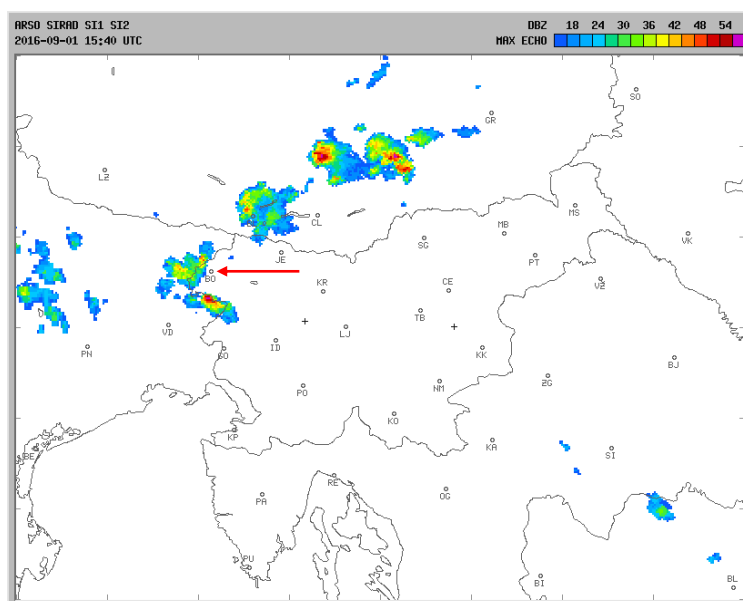 ARSO SIRAD SI1 SI2
2016-09-01 15:40 UTC
DBZ 18 24 30 36 42 48 54
MAX ECHO
SO
GR
LZ
CL
MS
MB
SG
VK
JE
PT
BO
KR
CE
VZ
TB
VD
LJ
ID
GO
PN
KK
BJ
PO
NM
ZG
KO
KP
KA
BE
SI
RE
PA
OG
PU
BI
BL